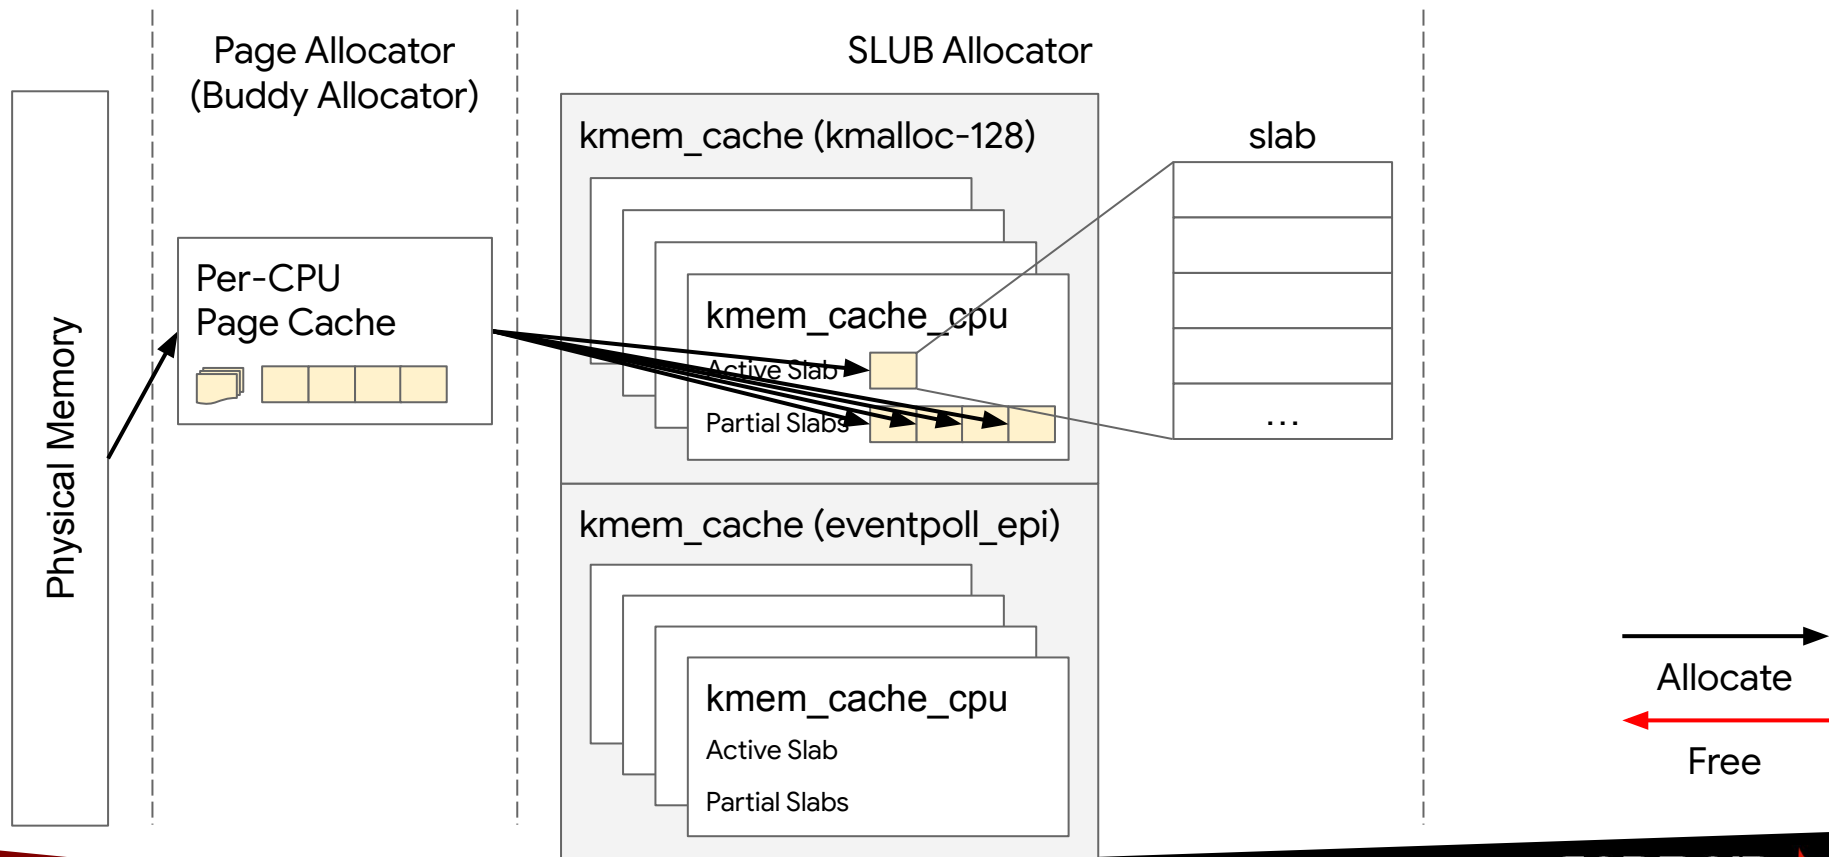 Page Allocator
(Buddy Allocator)
SLUB Allocator
kmem_cache (kmalloc-128)
slab
Per-CPU
Page Cache
kmem_cache_cpu
Active Slab
Partial Slabs
...
Physical Memory
kmem_cache (eventpoll_epi)
kmem_cache_cpu
Active Slab
Partial Slabs
Allocate
Free